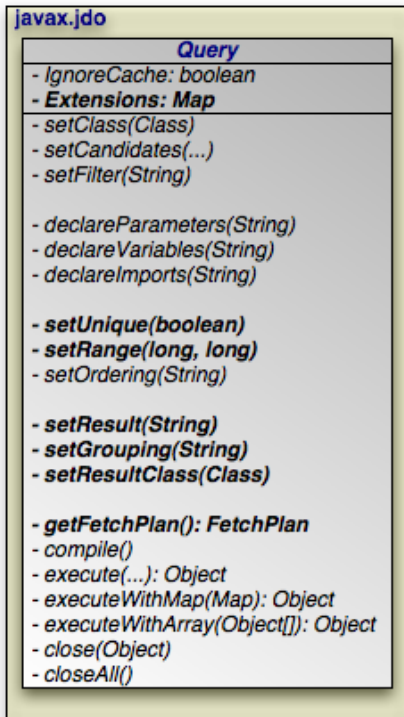 javax.jdo
Query
- IgnoreCache: boolean
- Extensions: Map
- setClass(Class)
- setCandidates(...)
- setFilter(String)
- declareParameters(String)
- declareVariables(String)
- declareImports(String)
- setUnique(boolean)
- setRange(long, long)
- setOrdering(String)
- setResult(String)
- setGrouping(String)
- setResultClass(Class)
- getFetchPlan(): FetchPlan
- compile()
- execute(...): Object
- executeWithMap(Map): Object
- executeWithArray(Object[]): Object
- close(Object)
- closeAll()